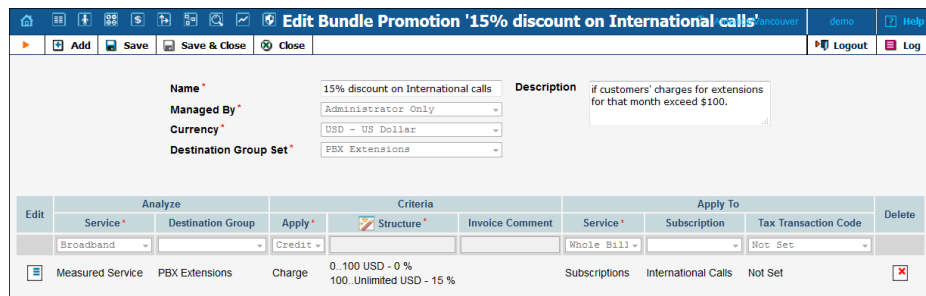 Edit Bundle Promotion '15% discount on International calls'
Vancouver
demo
Help
Add
Save
Save & Close
Close
Logout
Log
Name *
15% discount on International calls
Description
if customers' charges for extensions
for that month exceed $100.
Managed By *
Administrator Only
Currency *
USD - US Dollar
Destination Group Set *
PBX Extensions
Edit
Analyze
Criteria
Apply To
Delete
Service *
Destination Group
Apply *
Structure *
Invoice Comment
Service *
Subscription
Tax Transaction Code
Broadband
Credit
Whole Bill
Not Set
Measured Service
PBX Extensions
Charge
0..100 USD - 0 %
100..Unlimited USD - 15 %
Subscriptions
International Calls
Not Set